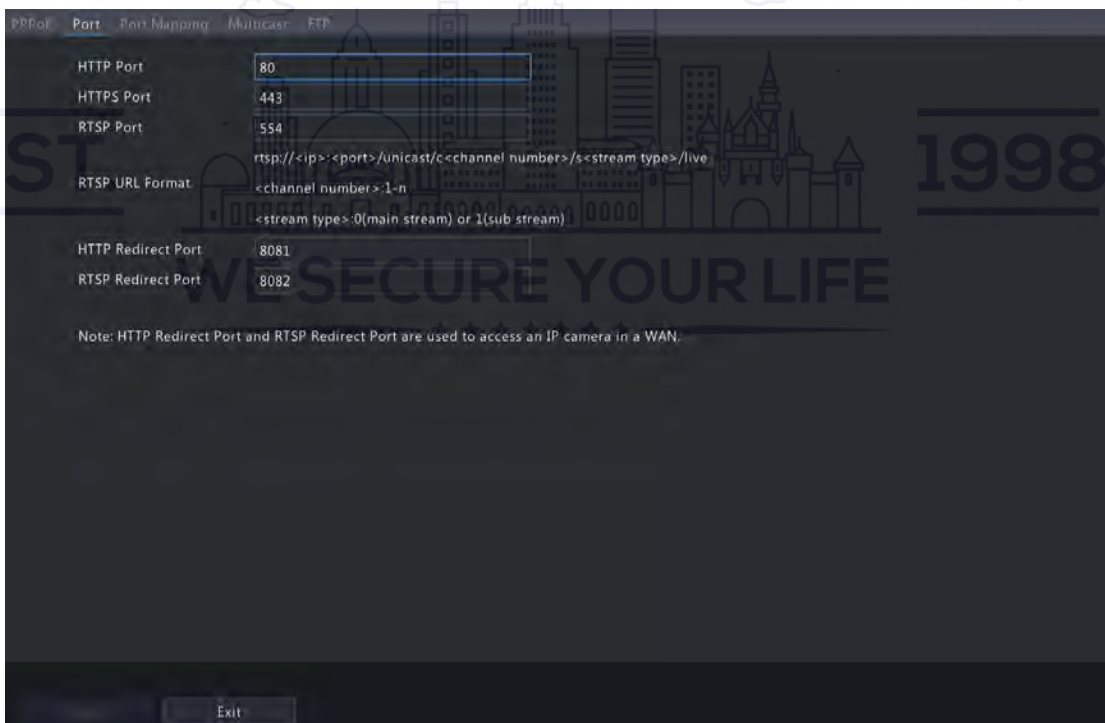 PPPoE Port Port Mapping Multicast FTP
HTTP Port 80
HTTPS Port 443
RTSP Port 554
rtsp://<ip>:<port>/unicast/c<channel number>/s<stream type>/live
RTSP URL Format <channel number>:1-n
<stream type>:0(main stream) or 1(sub stream)
HTTP Redirect Port 8081
RTSP Redirect Port 8082
Note: HTTP Redirect Port and RTSP Redirect Port are used to access an IP camera in a WAN.
ST 1998
WE SECURE YOUR LIFE
Exit